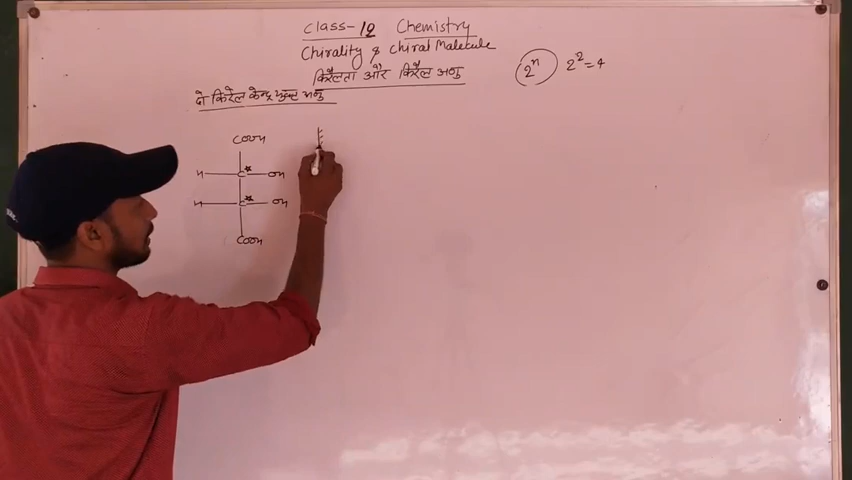 Class-12 Chemistry
Chirality & Chiral Molecule
किरैलता और किरैल अणु
2ⁿ 2²=4
दो किरैल केन्द्र युक्त अणु
COOH
H C* OH
H C* OH
COOH